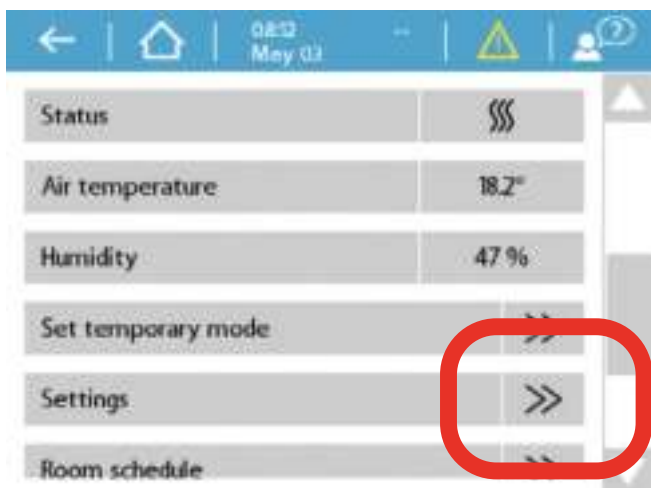 08:12
May 03
--
?
Status
Air temperature 18.2°
Humidity 47 %
Set temporary mode >>
Settings >>
Room schedule >>